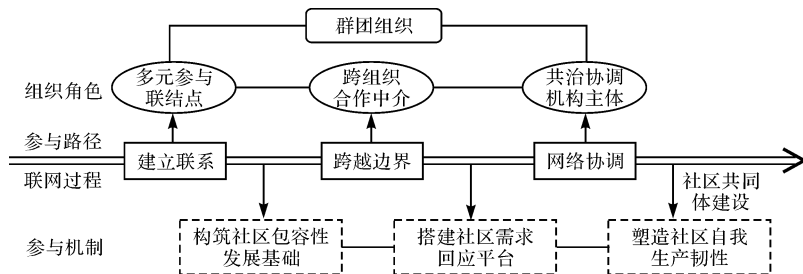 群团组织
组织角色
多元参与
联结点
跨组织
合作中介
共治协调
机构主体
参与路径
建立联系
跨越边界
网络协调
联网过程
社区共同
体建设
参与机制
构筑社区包容性
发展基础
搭建社区需求
回应平台
塑造社区自我
生产韧性